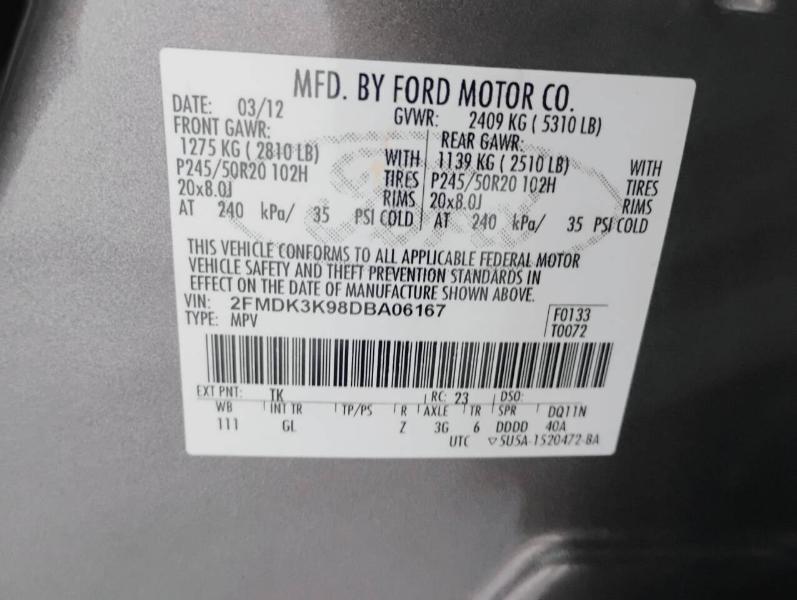 MFD. BY FORD MOTOR CO.
DATE: 03/12 GVWR: 2409 KG ( 5310 LB)
FRONT GAWR: REAR GAWR:
1275 KG ( 2810 LB) WITH 1139 KG ( 2510 LB) WITH
P245/50R20 102H TIRES P245/50R20 102H TIRES
20x8.0J RIMS 20x8.0J RIMS
AT 240 kPa/ 35 PSI COLD AT 240 kPa/ 35 PSI COLD
THIS VEHICLE CONFORMS TO ALL APPLICABLE FEDERAL MOTOR
VEHICLE SAFETY AND THEFT PREVENTION STANDARDS IN
EFFECT ON THE DATE OF MANUFACTURE SHOWN ABOVE.
VIN: 2FMDK3K98DBA06167 F0133
TYPE: MPV T0072
EXT PNT: TK RC: 23 DSO:
WB INT TR TP/PS R AXLE TR SPR DQ11N
111 GL Z 3G 6 DDDD 40A
UTC ▽5U5A-1520472-BA